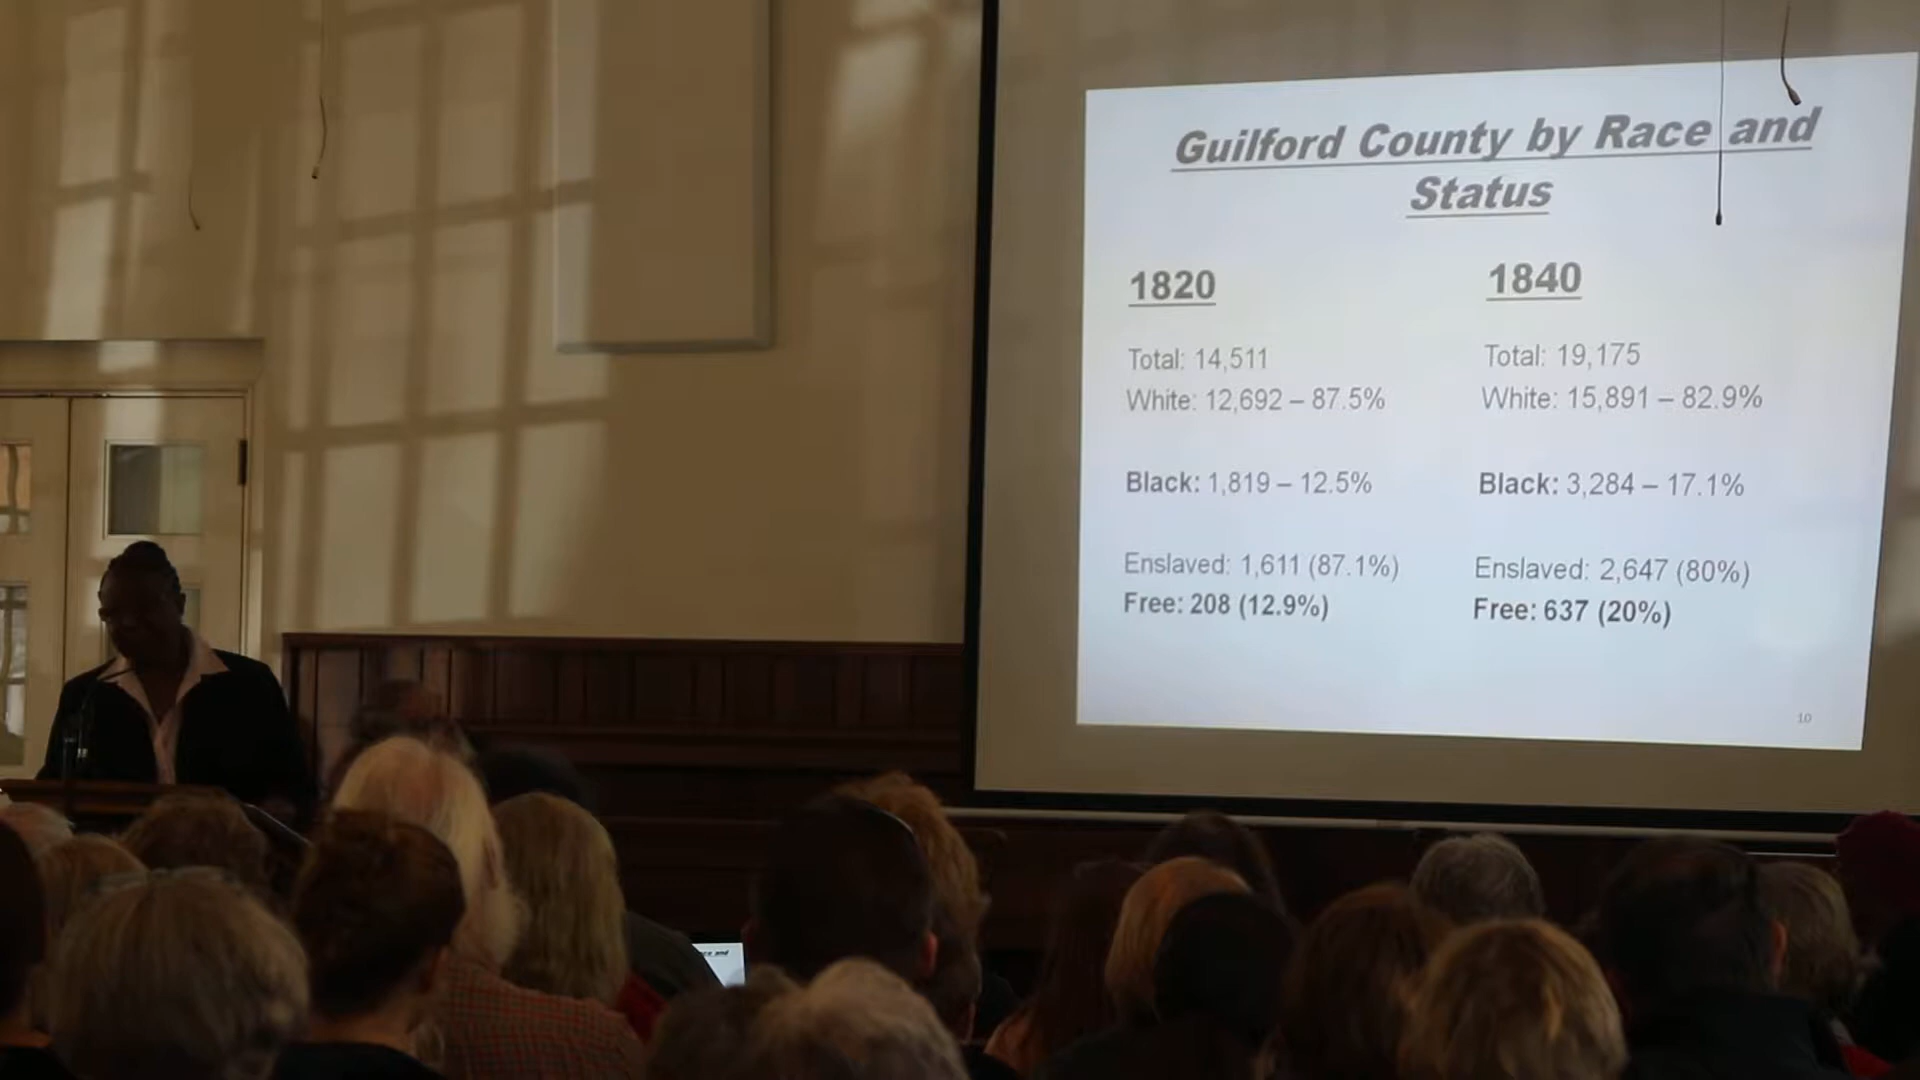 Guilford County by Race and
Status
1820
Total: 14,511
White: 12,692 – 87.5%
Black: 1,819 – 12.5%
Enslaved: 1,611 (87.1%)
Free: 208 (12.9%)
1840
Total: 19,175
White: 15,891 – 82.9%
Black: 3,284 – 17.1%
Enslaved: 2,647 (80%)
Free: 637 (20%)
10
and